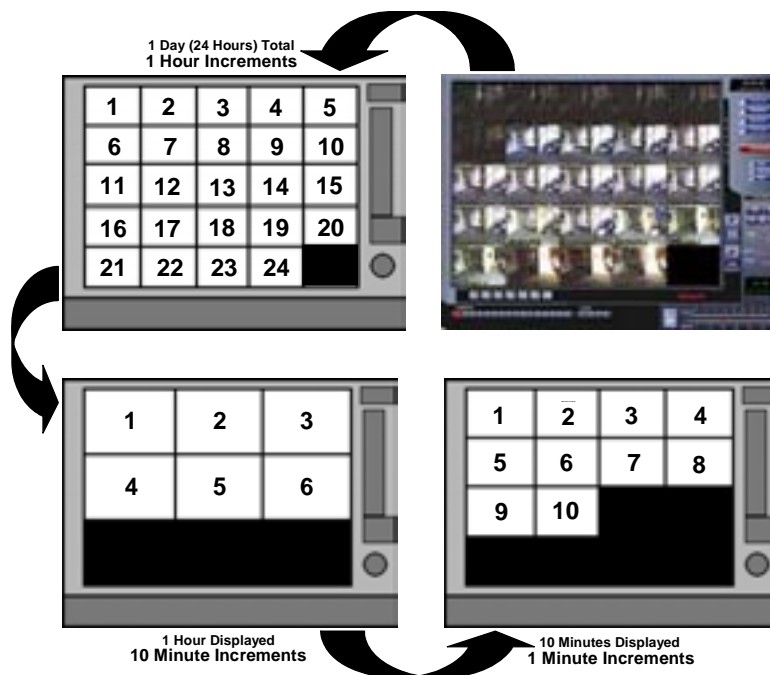 1 Day (24 Hours) Total
1 Hour Increments
1 2 3 4 5
6 7 8 9 10
11 12 13 14 15
16 17 18 19 20
21 22 23 24
1 2 3
4 5 6
1 Hour Displayed
10 Minute Increments
1 2 3 4
5 6 7 8
9 10
10 Minutes Displayed
1 Minute Increments